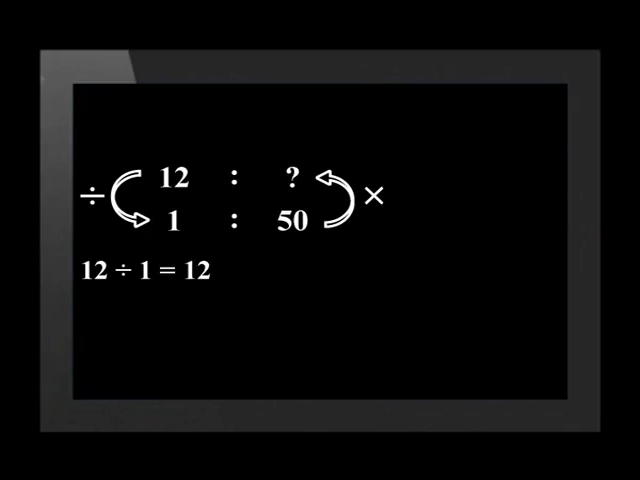 ÷ 12 : ? ×
1 : 50
12 ÷ 1 = 12